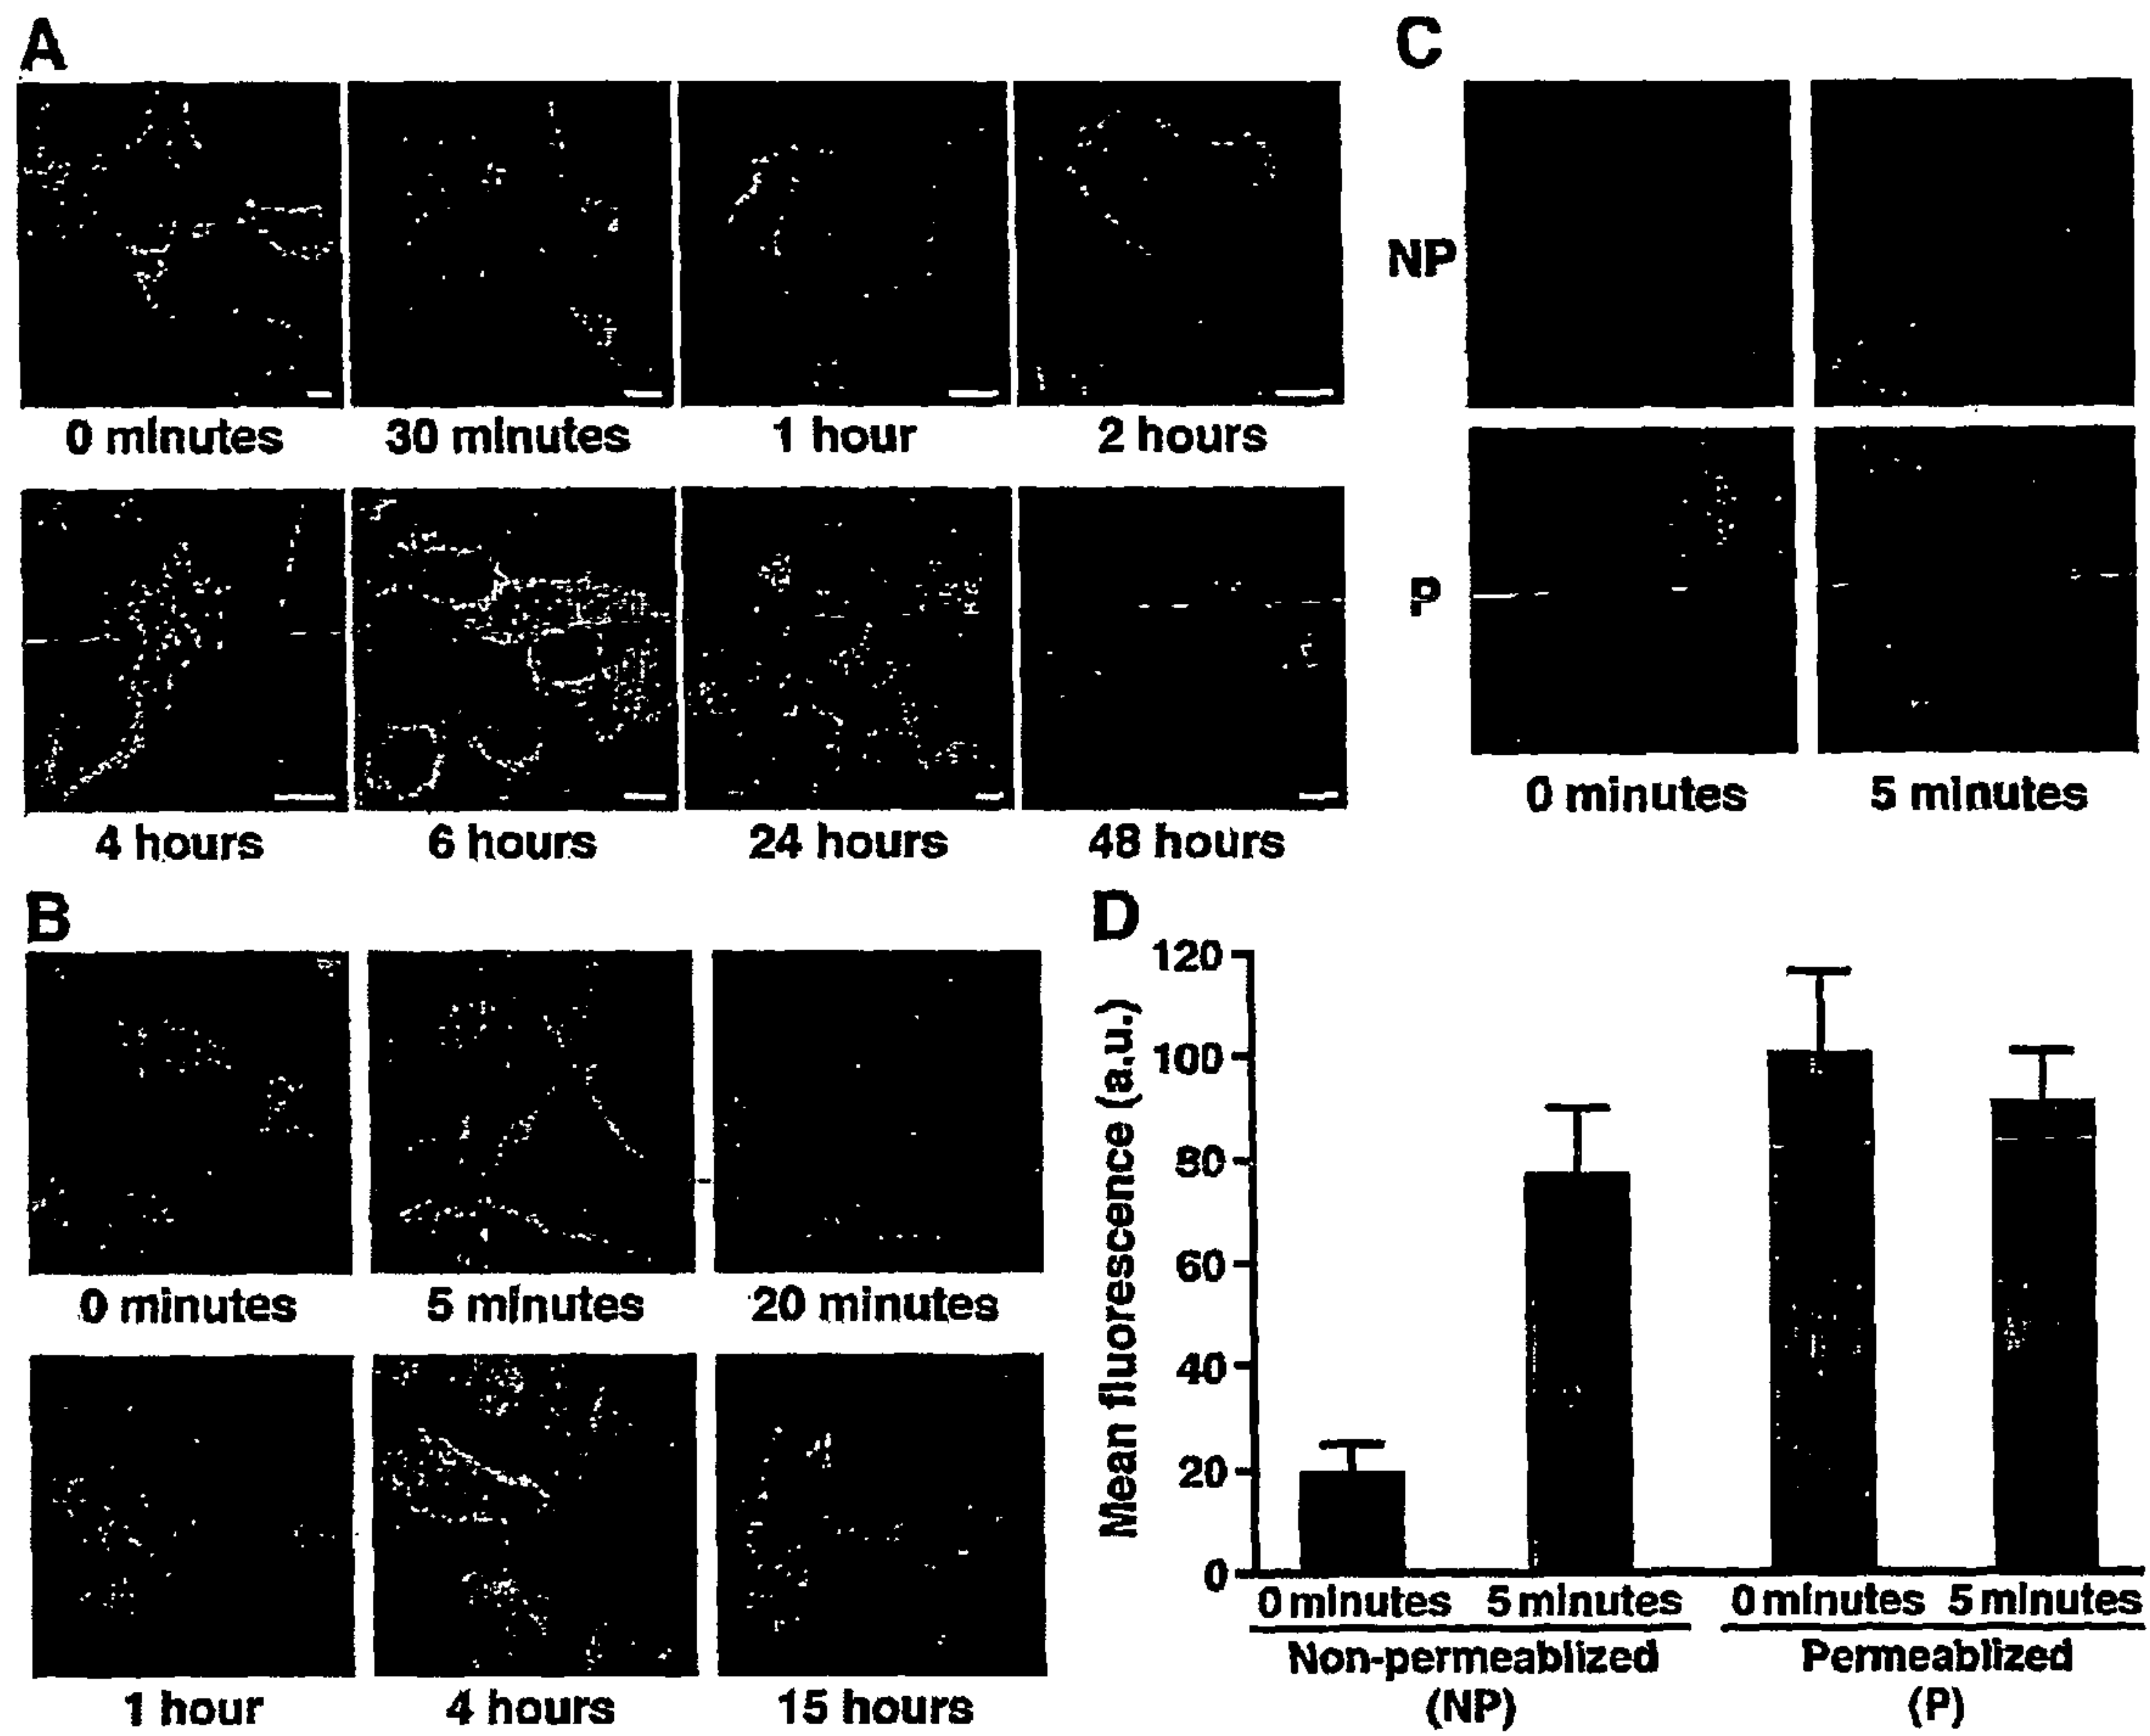 A
0 minutes 30 minutes 1 hour 2 hours
4 hours 6 hours 24 hours 48 hours
B
0 minutes 5 minutes 20 minutes
1 hour 4 hours 15 hours
C
NP
P
0 minutes 5 minutes
D
Mean fluorescence (a.u.)
120
100
80
60
40
20
0
0 minutes 5 minutes 0 minutes 5 minutes
Non-permeablized Permeablized
(NP) (P)